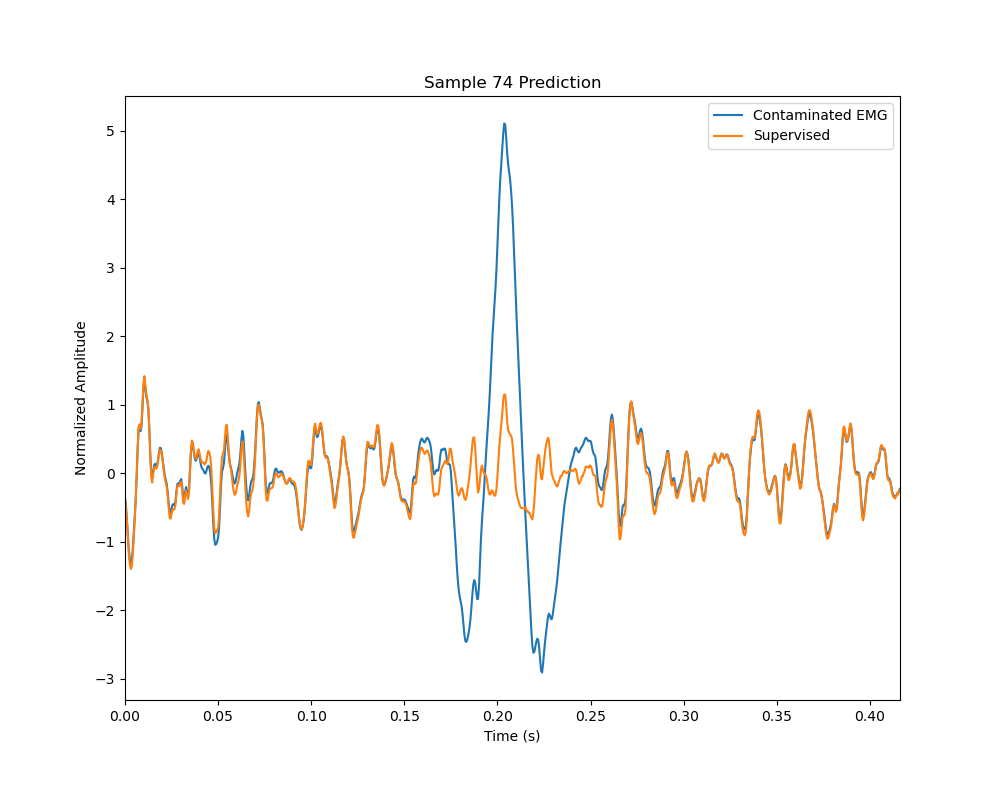 Sample 74 Prediction
Contaminated EMG
Supervised
Normalized Amplitude
5
4
3
2
1
0
−1
−2
−3
0.00 0.05 0.10 0.15 0.20 0.25 0.30 0.35 0.40
Time (s)